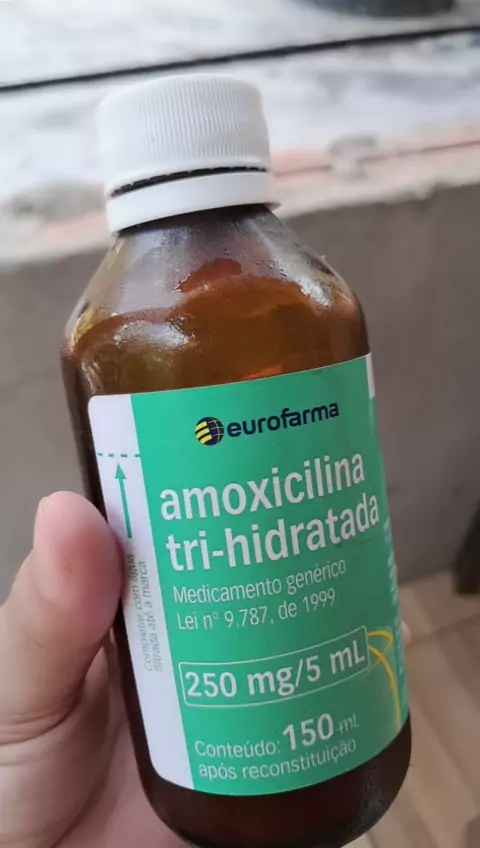 eurofarma
amoxicilina
tri-hidratada
Medicamento genérico
Lei nº 9.787, de 1999
250 mg/5 mL
Conteúdo: 150 mL
após reconstituição
Completar com água
filtrada até a marca